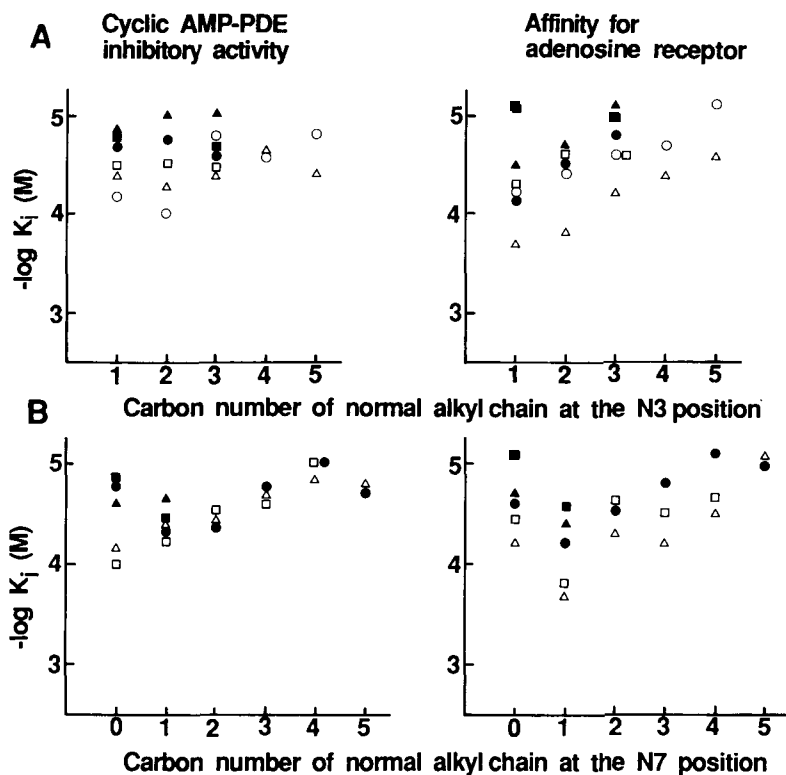 A
Cyclic AMP-PDE
inhibitory activity
Affinity for
adenosine receptor
-log Ki (M)
5
4
3
1 2 3 4 5
5
4
3
1 2 3 4 5
Carbon number of normal alkyl chain at the N3 position
B
-log Ki (M)
5
4
3
0 1 2 3 4 5
5
4
3
0 1 2 3 4 5
Carbon number of normal alkyl chain at the N7 position